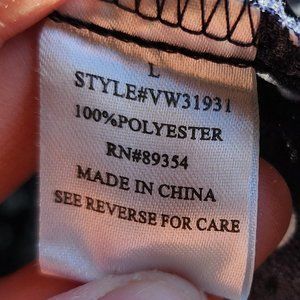 L
STYLE#VW31931
100%POLYESTER
RN#89354
MADE IN CHINA
SEE REVERSE FOR CARE